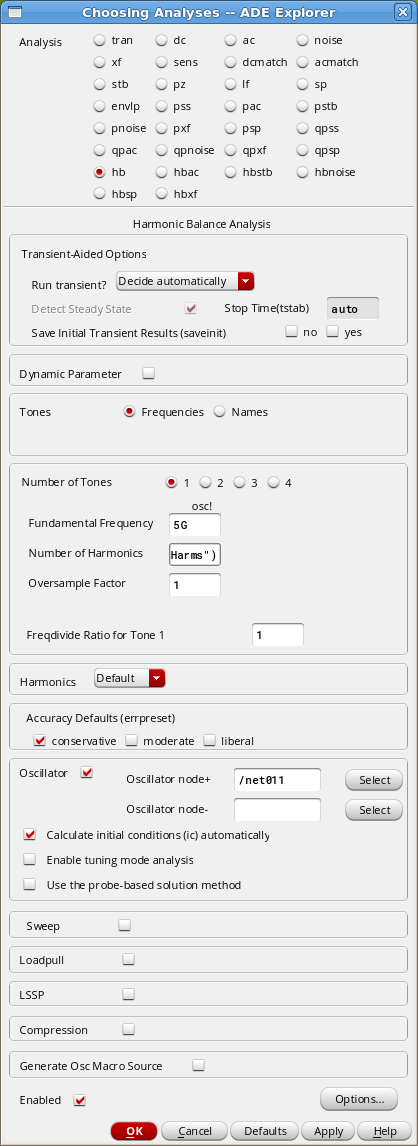 Choosing Analyses -- ADE Explorer
Analysis tran dc ac noise
xf sens dcmatch acmatch
stb pz lf sp
envlp pss pac pstb
pnoise pxf psp qpss
qpac qpnoise qpxf qpsp
hb hbac hbstb hbnoise
hbsp hbxf
Harmonic Balance Analysis
Transient-Aided Options
Run transient? Decide automatically
Detect Steady State Stop Time(tstab) auto
Save Initial Transient Results (saveinit) no yes
Dynamic Parameter
Tones Frequencies Names
Number of Tones 1 2 3 4
osc!
Fundamental Frequency 5G
Number of Harmonics Harms")
Oversample Factor 1
Freqdivide Ratio for Tone 1 1
Harmonics Default
Accuracy Defaults (errpreset)
conservative moderate liberal
Oscillator Oscillator node+ /net011 Select
Oscillator node- Select
Calculate initial conditions (ic) automatically
Enable tuning mode analysis
Use the probe-based solution method
Sweep
Loadpull
LSSP
Compression
Generate Osc Macro Source
Enabled Options...
OK Cancel Defaults Apply Help